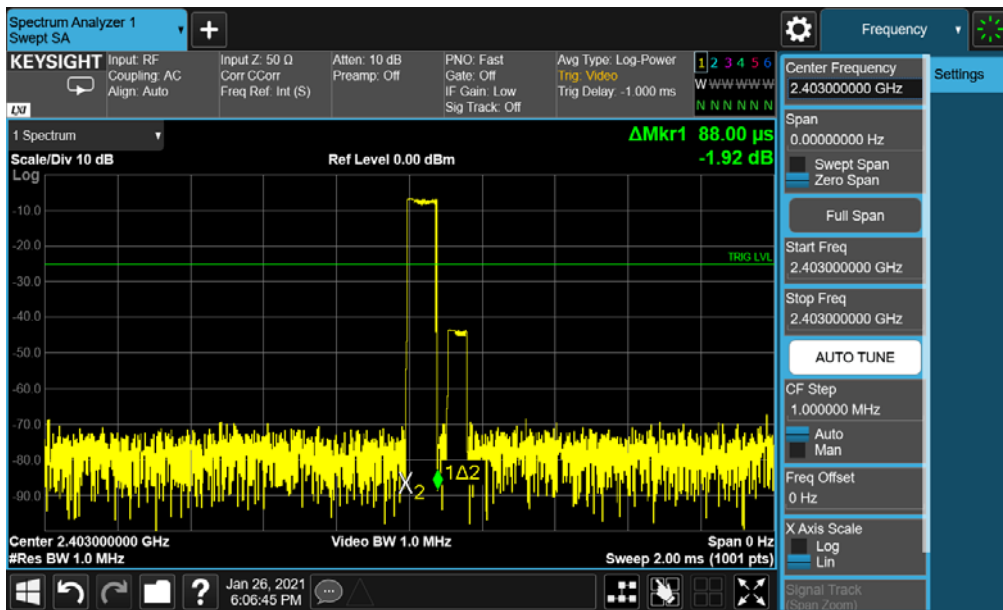 Spectrum Analyzer 1
Swept SA
Frequency
KEYSIGHT
LXI
Input: RF
Coupling: AC
Align: Auto
Input Z: 50 Ω
Corr CCorr
Freq Ref: Int (S)
Atten: 10 dB
Preamp: Off
PNO: Fast
Gate: Off
IF Gain: Low
Sig Track: Off
Avg Type: Log-Power
Trig: Video
Trig Delay: -1.000 ms
1 2 3 4 5 6
W W W W W W
N N N N N N
1 Spectrum
ΔMkr1 88.00 µs
-1.92 dB
Scale/Div 10 dB
Ref Level 0.00 dBm
Log
-10.0
-20.0
TRIG LVL
-30.0
-40.0
-50.0
-60.0
-70.0
-80.0
-90.0
X2
1Δ2
Center 2.403000000 GHz
Video BW 1.0 MHz
Span 0 Hz
#Res BW 1.0 MHz
Sweep 2.00 ms (1001 pts)
Jan 26, 2021
6:06:45 PM
?
Center Frequency
2.403000000 GHz
Settings
Span
0.00000000 Hz
Swept Span
Zero Span
Full Span
Start Freq
2.403000000 GHz
Stop Freq
2.403000000 GHz
AUTO TUNE
CF Step
1.000000 MHz
Auto
Man
Freq Offset
0 Hz
X Axis Scale
Log
Lin
Signal Track
(Span Zoom)